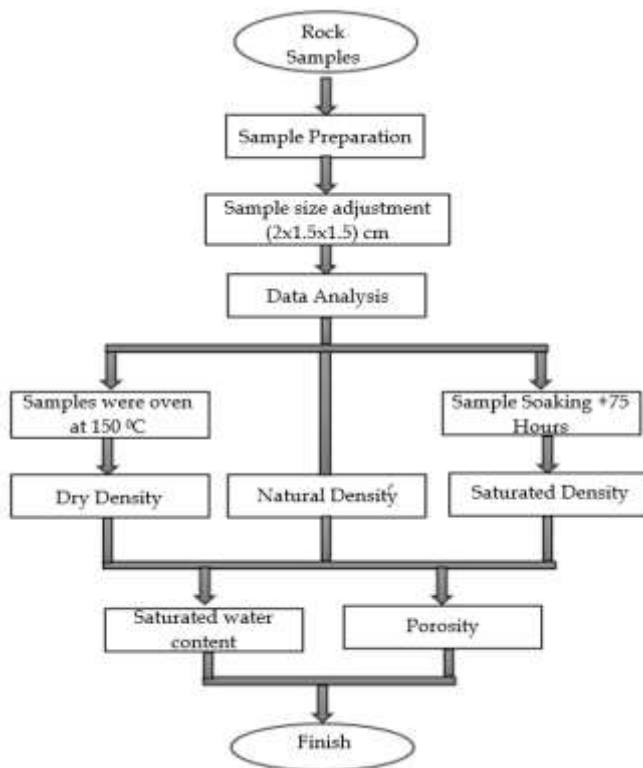 Rock
Samples
Sample Preparation
Sample size adjustment
(2x1.5x1.5) cm
Data Analysis
Samples were oven
at 150 ⁰C
Sample Soaking +75
Hours
Dry Density
Natural Density
Saturated Density
Saturated water
content
Porosity
Finish